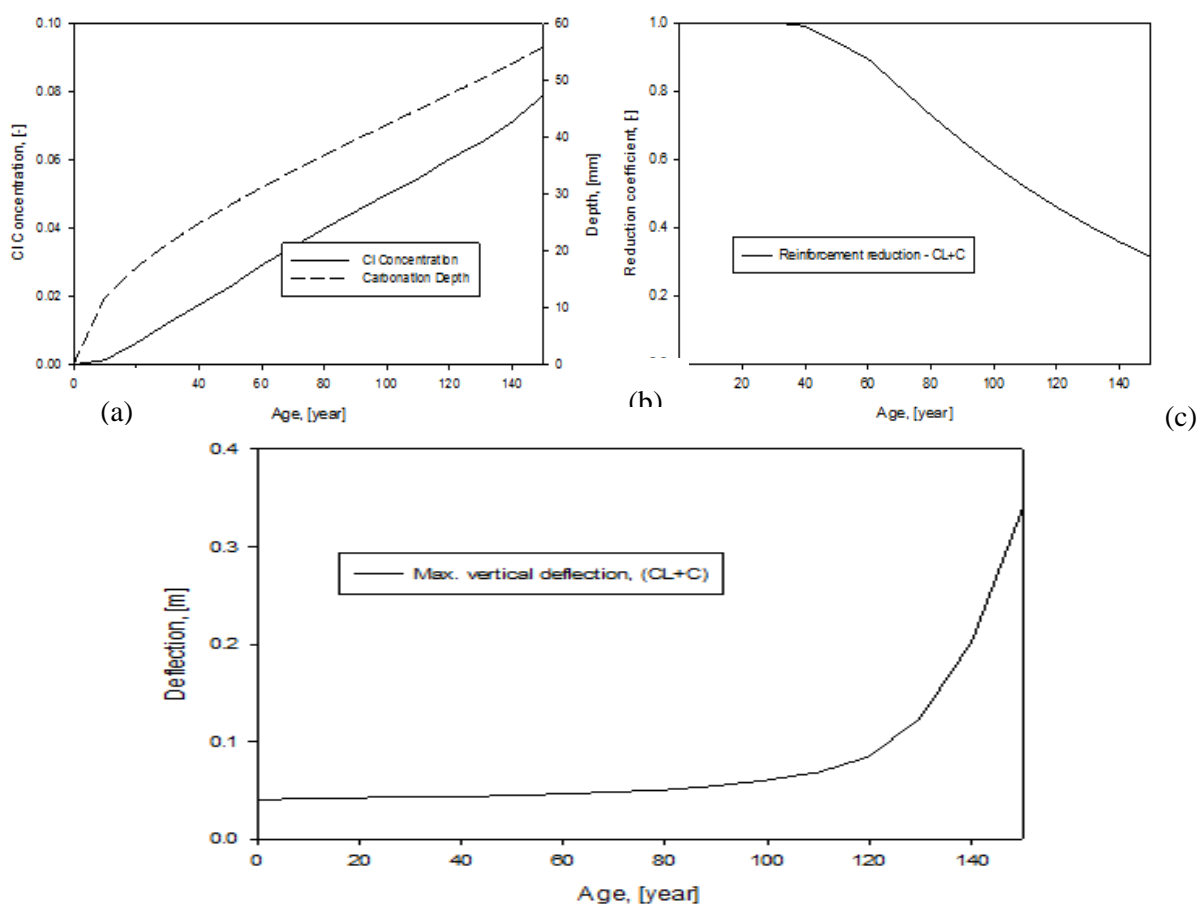 0.10
0.08
0.06
0.04
0.02
0.00
Cl Concentration, [-]
60
50
40
30
20
10
0
Depth, [mm]
Cl Concentration
Carbonation Depth
0 20 40 60 80 100 120 140
Age, [year]
(a)
1.0
0.8
0.6
0.4
0.2
Reduction coefficient, [-]
Reinforcement reduction - CL+C
20 40 60 80 100 120 140
Age, [year]
(b)
(c)
0.4
0.3
0.2
0.1
0.0
Deflection, [m]
Max. vertical deflection, (CL+C)
0 20 40 60 80 100 120 140
Age, [year]